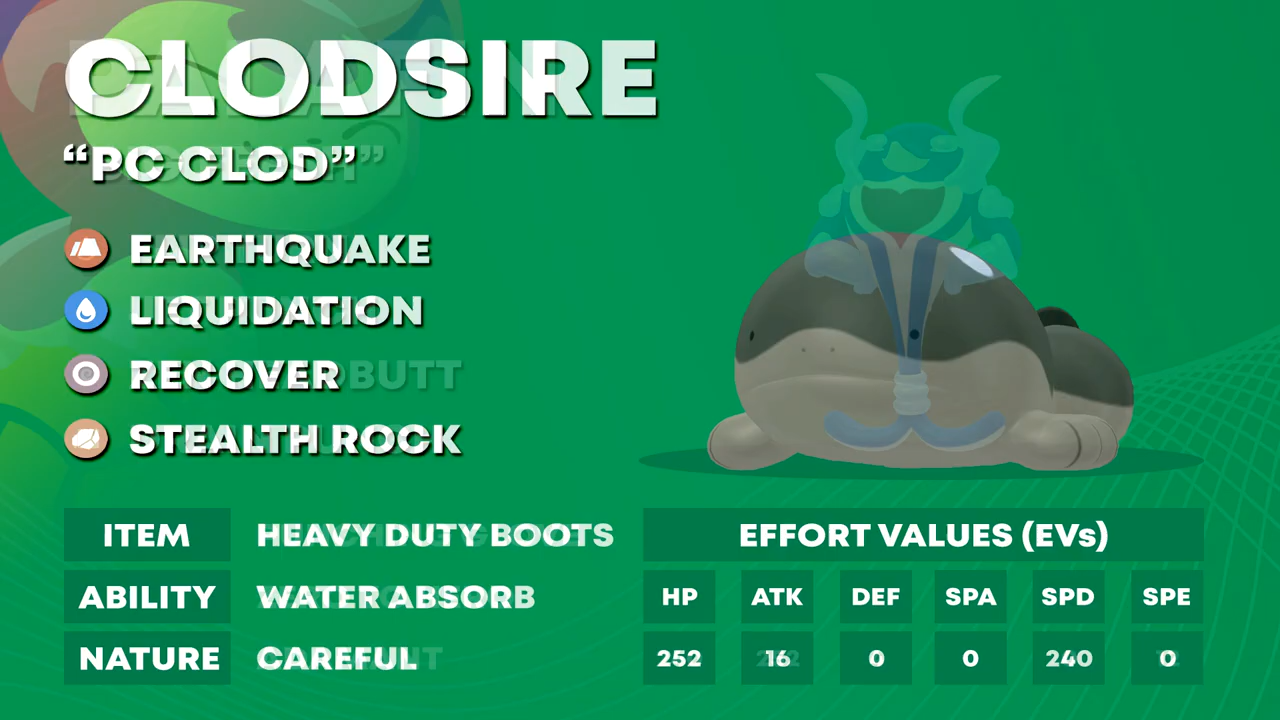 CLODSIRE
“PC CLOD”
EARTHQUAKE
LIQUIDATION
RECOVER
STEALTH ROCK
ITEM HEAVY DUTY BOOTS
ABILITY WATER ABSORB
NATURE CAREFUL
EFFORT VALUES (EVs)
HP ATK DEF SPA SPD SPE
252 16 0 0 240 0